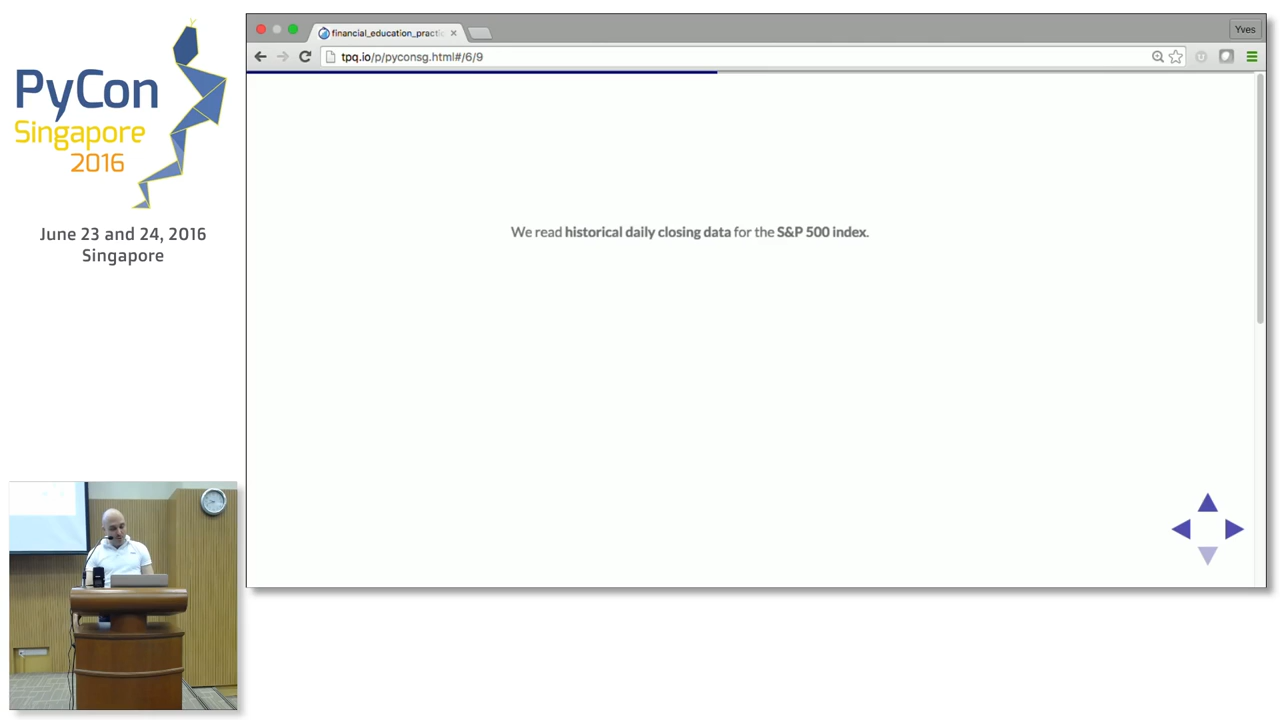 PyCon
Singapore
2016
June 23 and 24, 2016
Singapore
financial_education_practic
Yves
tpq.io/p/pyconsg.html#/6/9
We read historical daily closing data for the S&P 500 index.